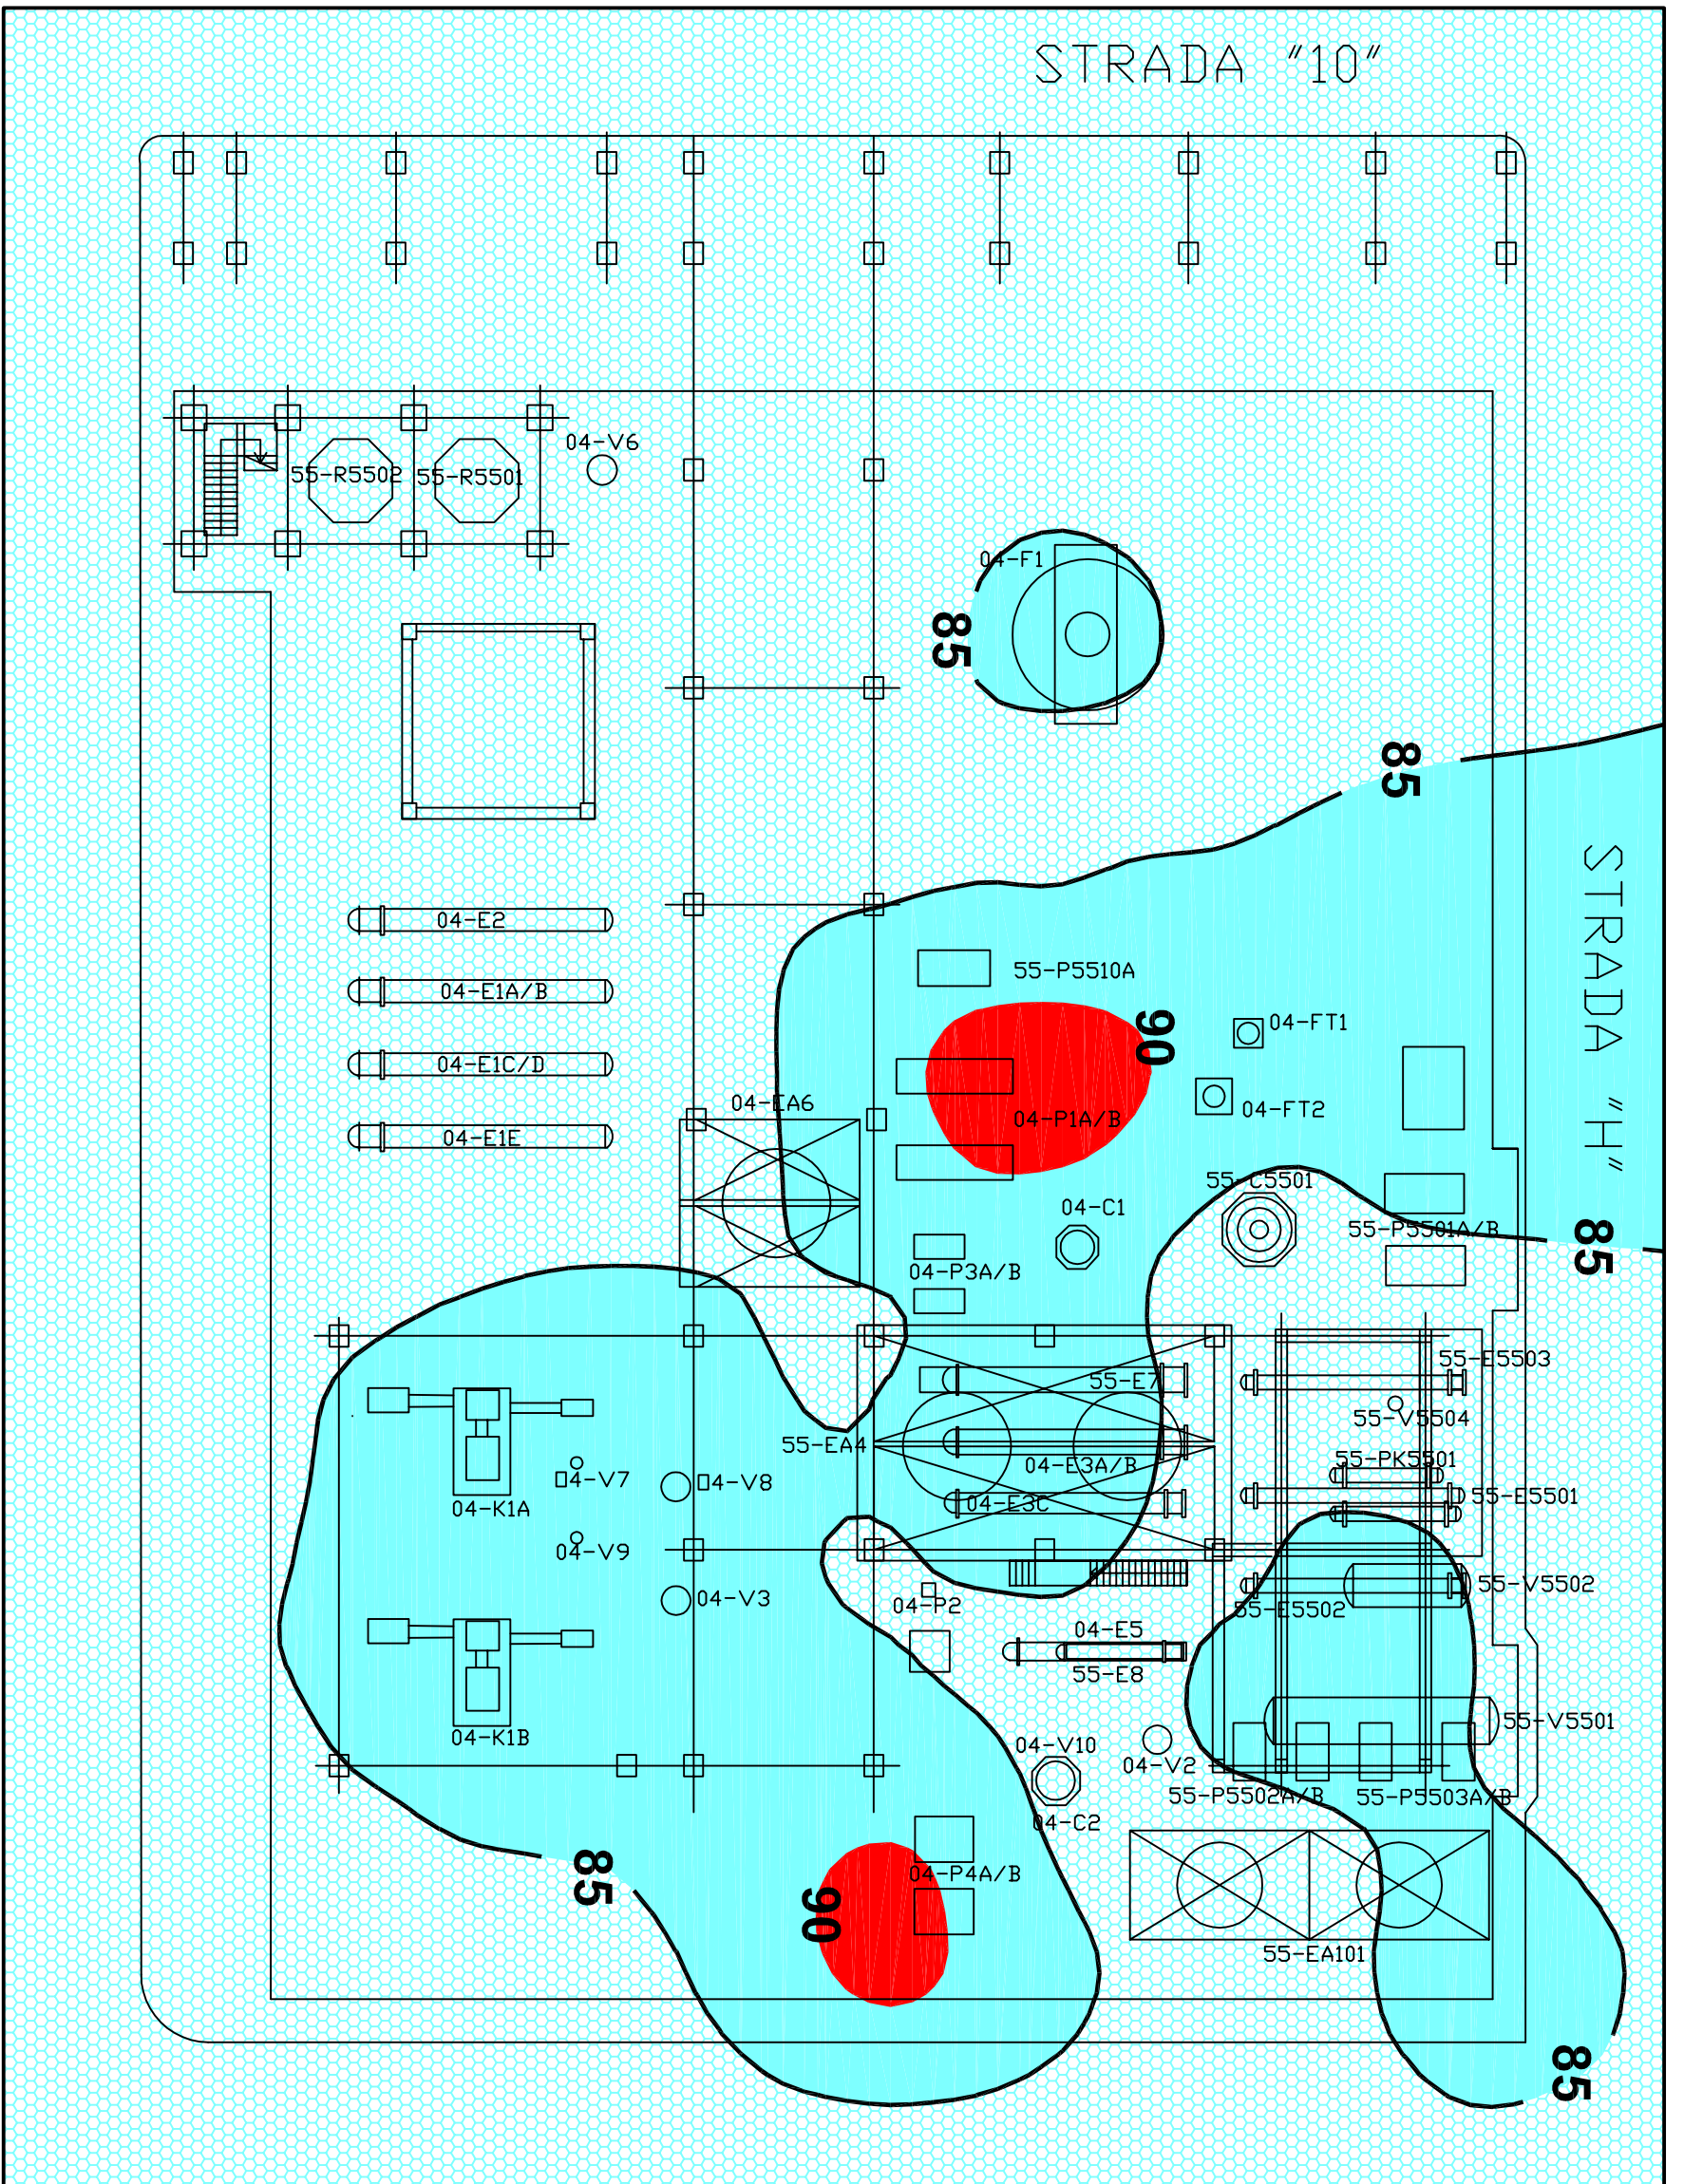 STRADA "10"
04-V6
55-R5502
55-R5501
04-F1
85
85
STRADA "H"
04-E2
55-P5510A
04-E1A/B
90
04-FT1
04-E1C/D
04-EA6
04-FT2
04-P1A/B
04-E1E
55-C5501
04-C1
55-P5501A/B
85
04-P3A/B
55-E5503
55-E7
55-V5504
55-EA4
55-PK5501
04-E3A/B
04-V7
04-V8
55-E5501
04-E3C
04-K1A
04-V9
55-V5502
04-V3
04-P2
55-E5502
04-E5
55-E8
55-V5501
04-K1B
04-V10
04-V2
55-P5502A/B
55-P5503A/B
04-C2
85
04-P4A/B
90
55-EA101
85